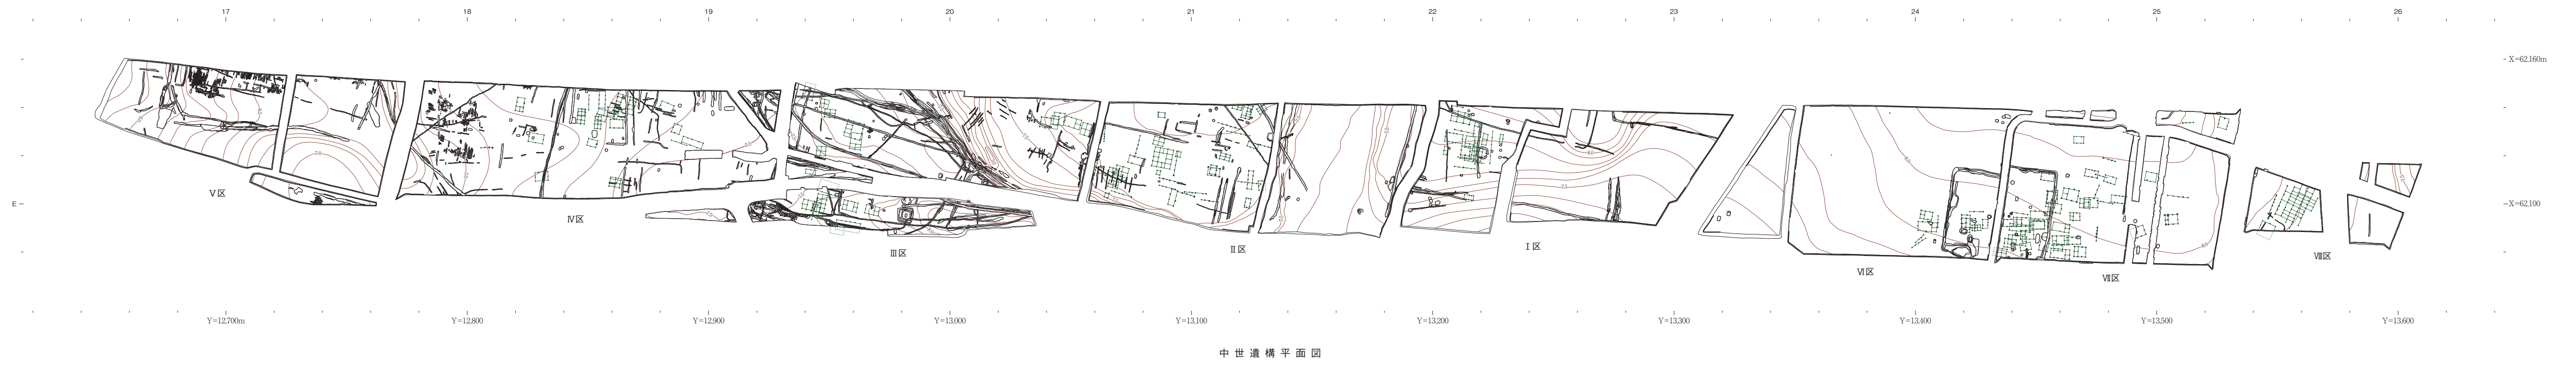 17 18 19 20 21 22 23 24 25 26
X=62,160m
E
X=62,100
Ⅴ区
Ⅳ区
Ⅲ区
Ⅱ区
Ⅰ区
Ⅵ区
Ⅶ区
Ⅷ区
Y=12,700m Y=12,800 Y=12,900 Y=13,000 Y=13,100 Y=13,200 Y=13,300 Y=13,400 Y=13,500 Y=13,600
中世遺構平面図